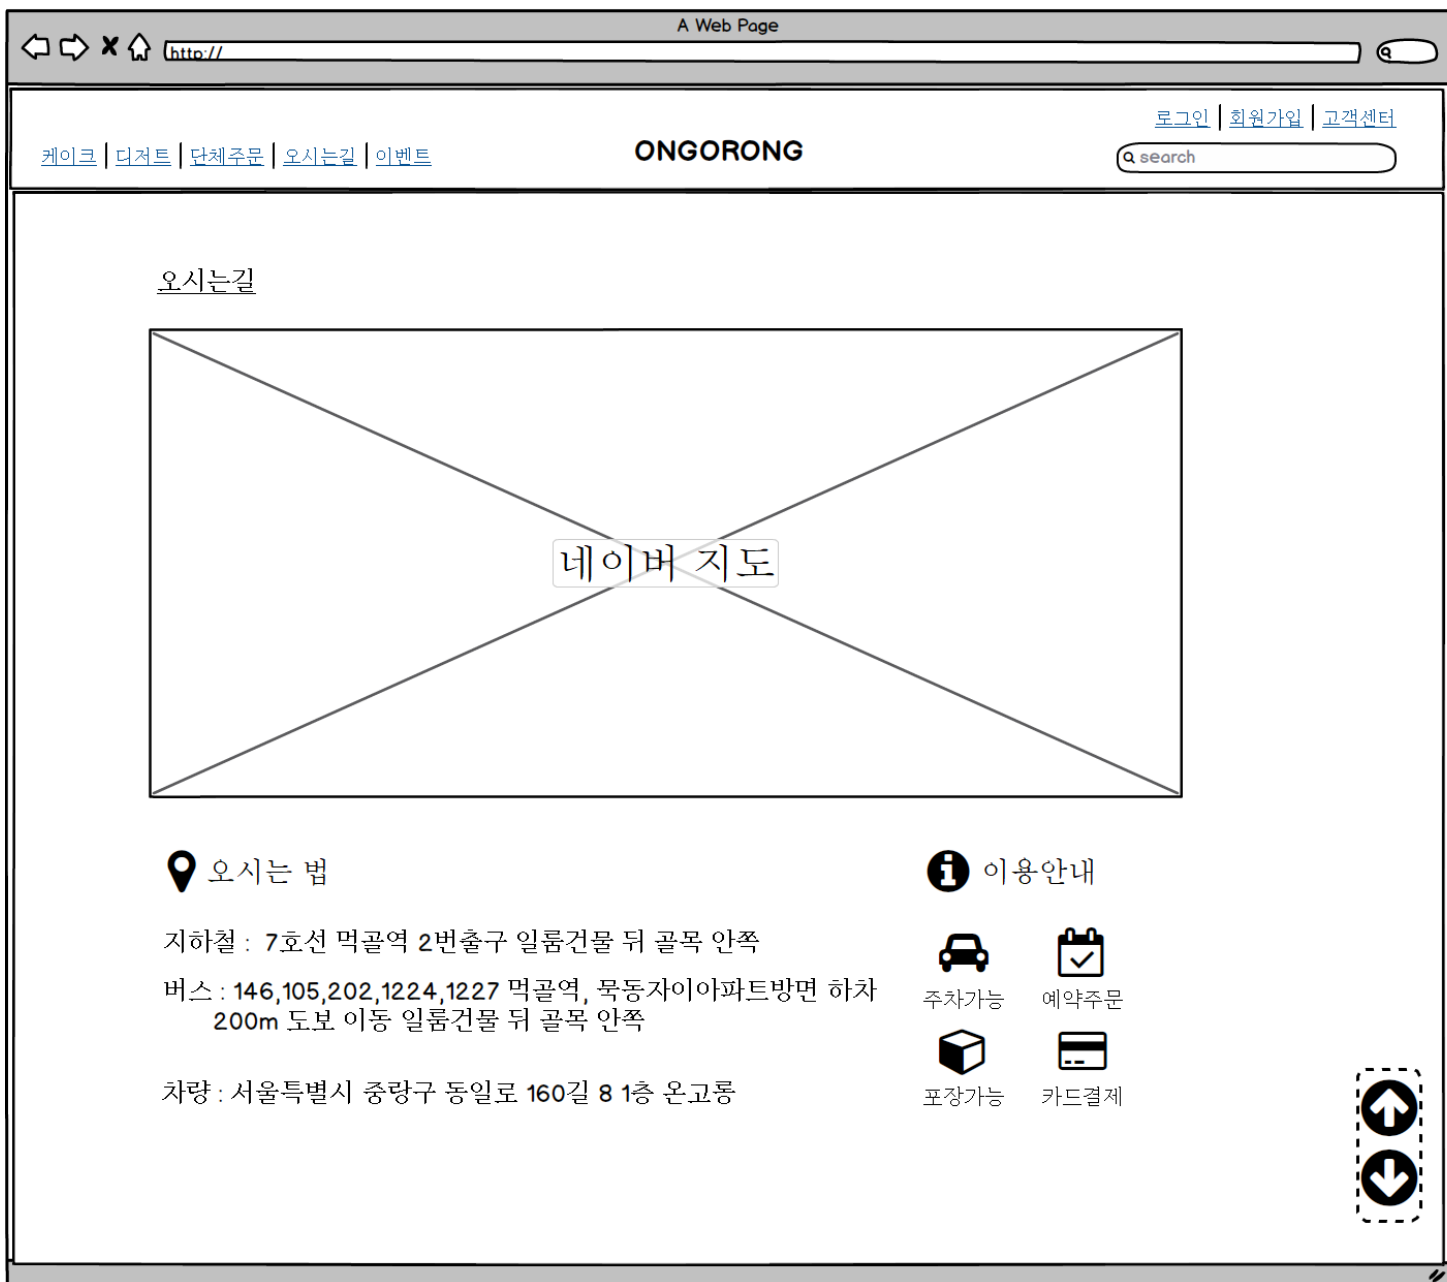 A Web Page
http://
로그인 | 회원가입 | 고객센터
케이크 | 디저트 | 단체주문 | 오시는길 | 이벤트
ONGORONG
search
오시는길
네이버 지도
오시는 법
이용안내
지하철 : 7호선 먹골역 2번출구 일룸건물 뒤 골목 안쪽
버스 : 146,105,202,1224,1227 먹골역, 묵동자이아파트방면 하차
200m 도보 이동 일룸건물 뒤 골목 안쪽
차량 : 서울특별시 중랑구 동일로 160길 8 1층 온고롱
주차가능
예약주문
포장가능
카드결제